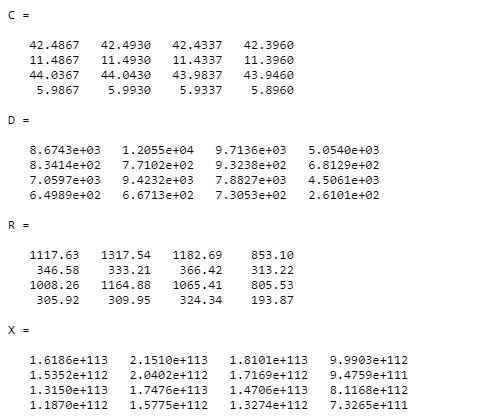 C =
42.4867 42.4930 42.4337 42.3960
11.4867 11.4930 11.4337 11.3960
44.0367 44.0430 43.9837 43.9460
5.9867 5.9930 5.9337 5.8960
D =
8.6743e+03 1.2055e+04 9.7136e+03 5.0540e+03
8.3414e+02 7.7102e+02 9.3238e+02 6.8129e+02
7.0597e+03 9.4232e+03 7.8827e+03 4.5061e+03
6.4989e+02 6.6713e+02 7.3053e+02 2.6101e+02
R =
1117.63 1317.54 1182.69 853.10
346.58 333.21 366.42 313.22
1008.26 1164.88 1065.41 805.53
305.92 309.95 324.34 193.87
X =
1.6186e+113 2.1510e+113 1.8101e+113 9.9903e+112
1.5352e+112 2.0402e+112 1.7169e+112 9.4759e+111
1.3150e+113 1.7476e+113 1.4706e+113 8.1168e+112
1.1870e+112 1.5775e+112 1.3274e+112 7.3265e+111